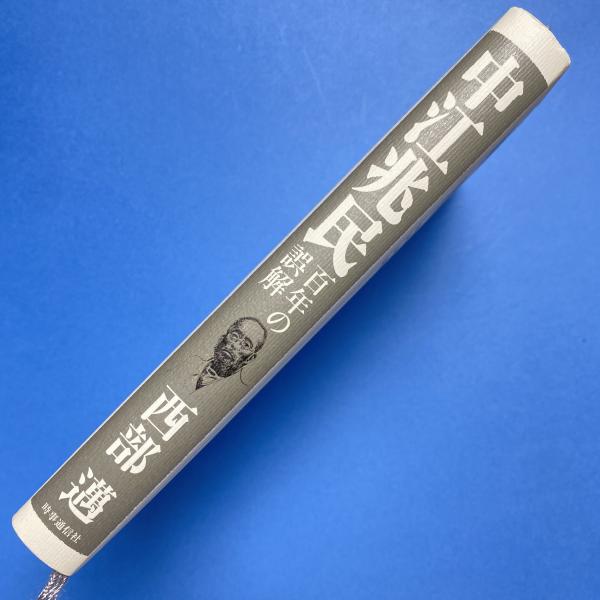 中江兆民
百年の
誤解
西部 邁
時事通信社